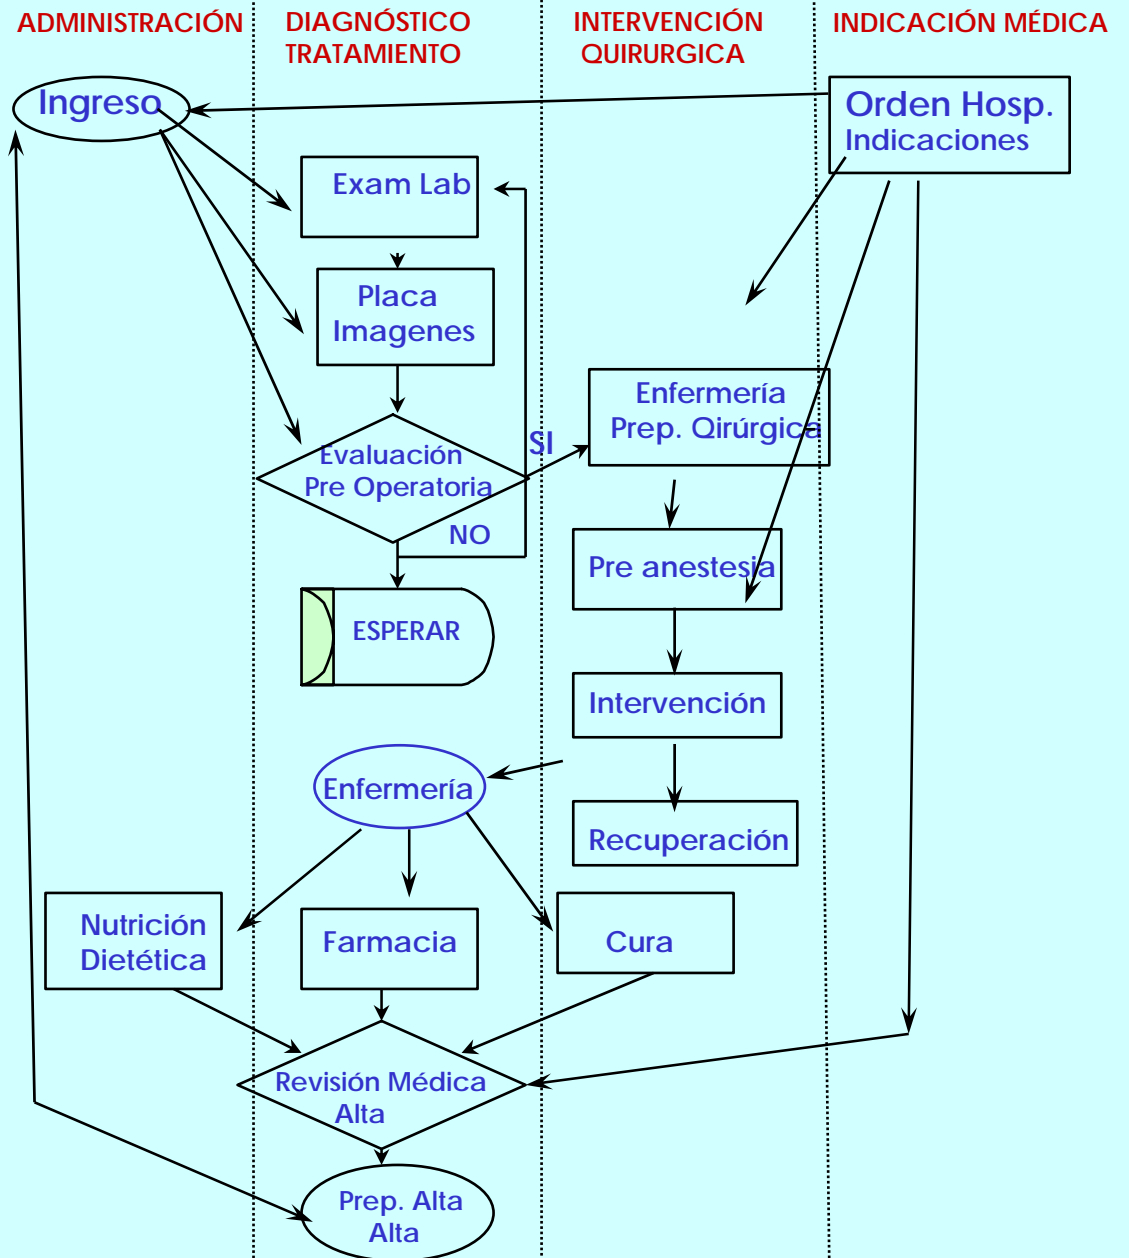 ADMINISTRACIÓN
DIAGNÓSTICO
TRATAMIENTO
INTERVENCIÓN
QUIRURGICA
INDICACIÓN MÉDICA
Ingreso
Orden Hosp.
Indicaciones
Exam Lab
Placa
Imagenes
Enfermería
Prep. Qirúrgica
SI
Evaluación
Pre Operatoria
NO
Pre anestesia
ESPERAR
Intervención
Enfermería
Recuperación
Nutrición
Dietética
Farmacia
Cura
Revisión Médica
Alta
Prep. Alta
Alta